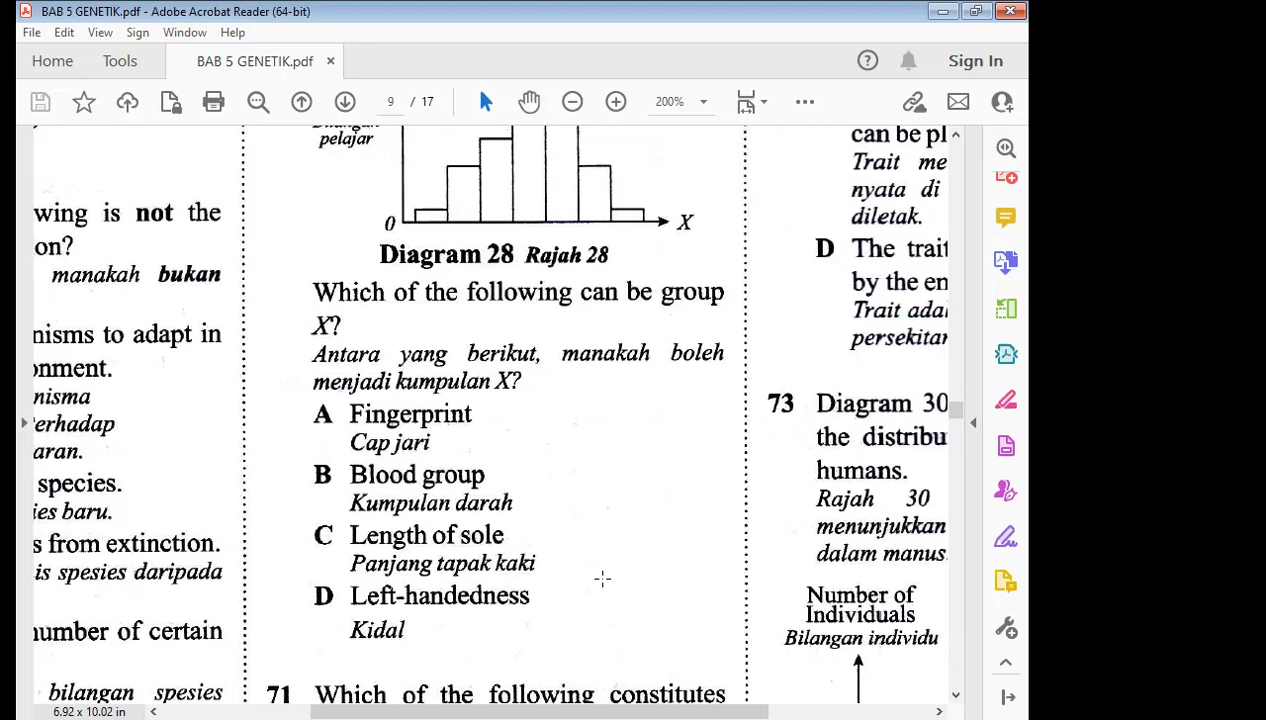 BAB 5 GENETIK.pdf - Adobe Acrobat Reader (64-bit)
File Edit View Sign Window Help
Home Tools BAB 5 GENETIK.pdf × Sign In
9 / 17 200%
wing is not the
on?
manakah bukan
nisms to adapt in
onment.
nisma
terhadap
aran.
species.
ies baru.
s from extinction.
is spesies daripada
number of certain
bilangan spesies
pelajar
0 X
Diagram 28 Rajah 28
Which of the following can be group
X?
Antara yang berikut, manakah boleh
menjadi kumpulan X?
A Fingerprint
Cap jari
B Blood group
Kumpulan darah
C Length of sole
Panjang tapak kaki
D Left-handedness
Kidal
71 Which of the following constitutes
can be pl
Trait me
nyata di
diletak.
D The trait
by the en
Trait adal
persekitar
73 Diagram 30
the distribu
humans.
Rajah 30
menunjukkan
dalam manus
Number of
Individuals
Bilangan individu
6.92 x 10.02 in